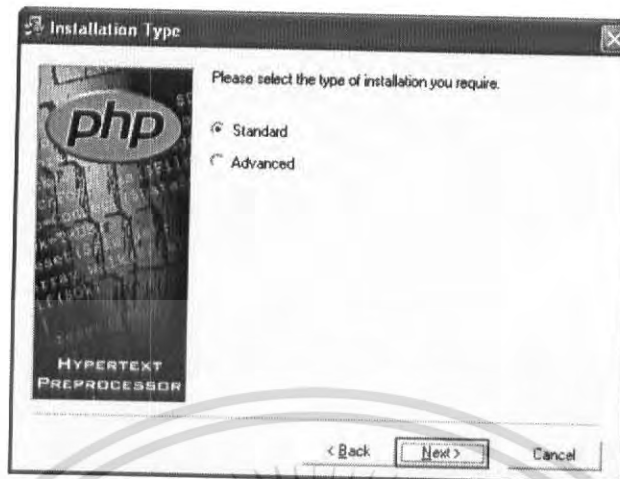 Installation Type
Please select the type of installation you require.
php
Standard
Advanced
HYPERTEXT
PREPROCESSOR
< Back
Next >
Cancel